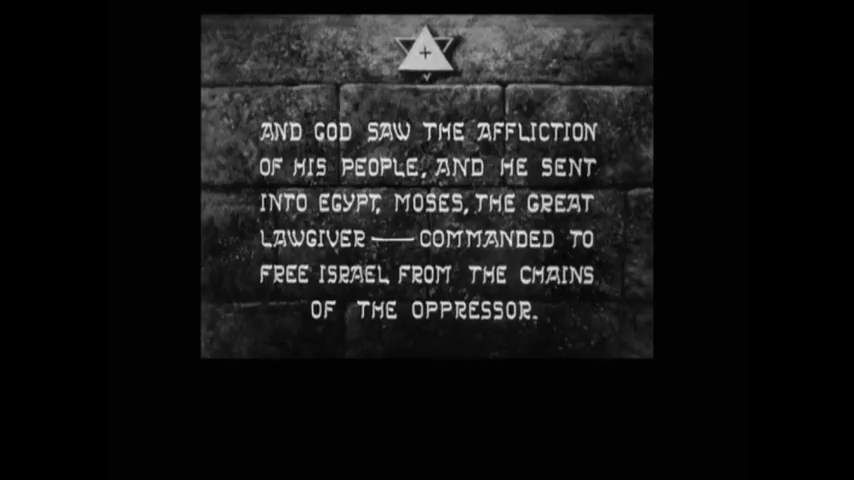 AND GOD SAW THE AFFLICTION
OF HIS PEOPLE, AND HE SENT
INTO EGYPT, MOSES, THE GREAT
LAWGIVER — COMMANDED TO
FREE ISRAEL FROM THE CHAINS
OF THE OPPRESSOR.